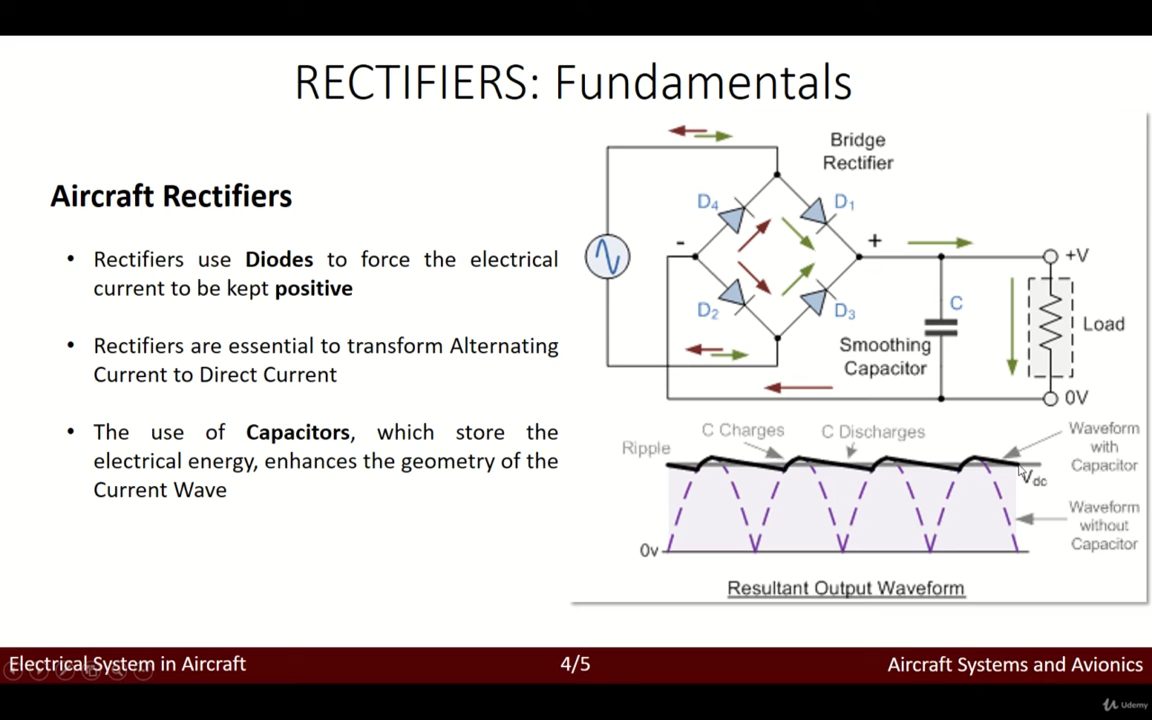 RECTIFIERS: Fundamentals
Aircraft Rectifiers
• Rectifiers use Diodes to force the electrical
current to be kept positive
• Rectifiers are essential to transform Alternating
Current to Direct Current
• The use of Capacitors, which store the
electrical energy, enhances the geometry of the
Current Wave
Bridge
Rectifier
D4
D1
-
+
+V
D2
D3
C
Load
Smoothing
Capacitor
0V
C Charges
C Discharges
Ripple
Waveform
with
Capacitor
Vdc
Waveform
without
Capacitor
0v
Resultant Output Waveform
Electrical System in Aircraft
4/5
Aircraft Systems and Avionics
Udemy